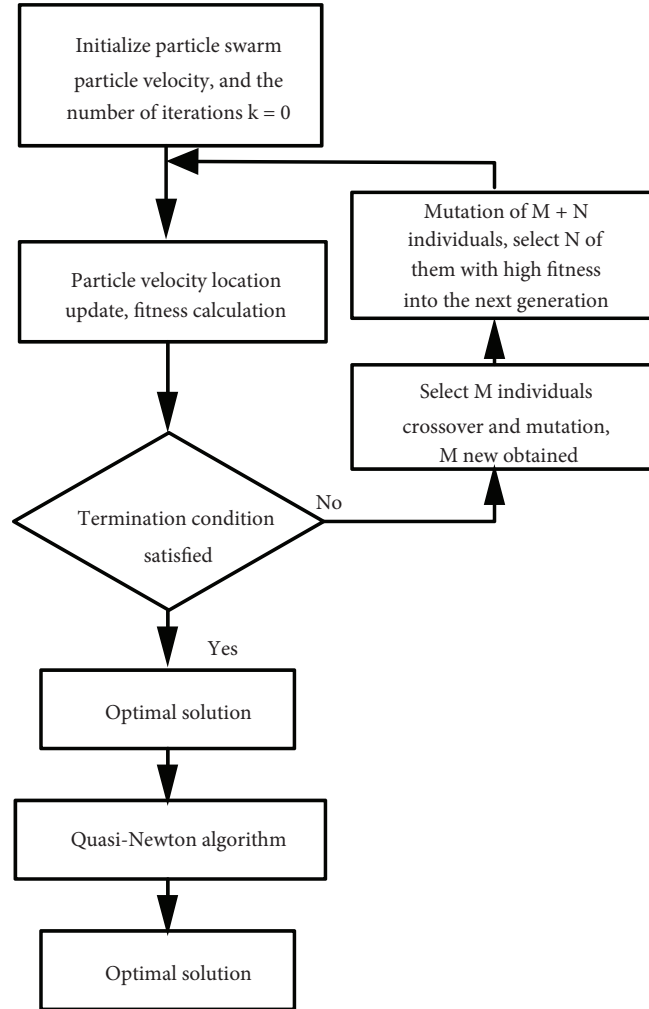 Initialize particle swarm
particle velocity, and the
number of iterations k = 0
Particle velocity location
update, fitness calculation
Termination condition
satisfied
No
Select M individuals
crossover and mutation,
M new obtained
Mutation of M + N
individuals, select N of
them with high fitness
into the next generation
Yes
Optimal solution
Quasi-Newton algorithm
Optimal solution